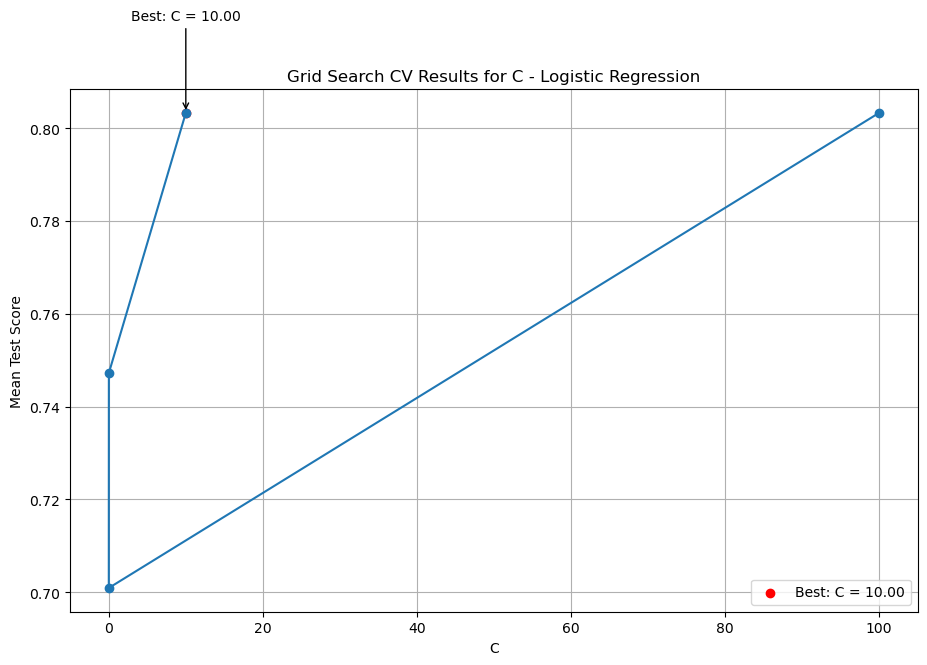 Best: C = 10.00
Grid Search CV Results for C - Logistic Regression
Mean Test Score
0.80
0.78
0.76
0.74
0.72
0.70
0
20
40
60
80
100
C
Best: C = 10.00